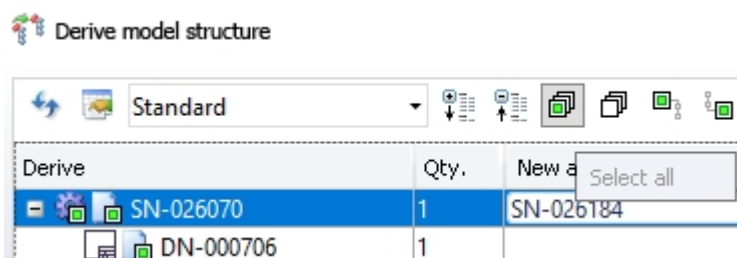 Derive model structure
Standard
Derive Qty. New a
Select all
SN-026070 1 SN-026184
DN-000706 1